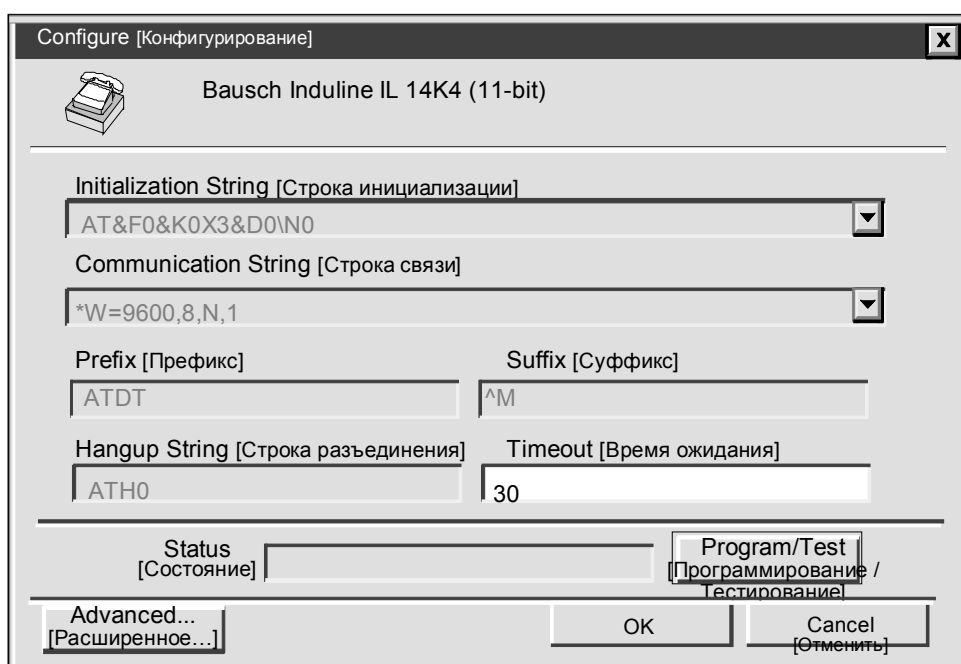 Configure [Конфигурирование]
X
Bausch Induline IL 14K4 (11-bit)
Initialization String [Строка инициализации]
AT&F0&K0X3&D0\N0
Communication String [Строка связи]
*W=9600,8,N,1
Prefix [Префикс] Suffix [Суффикс]
ATDT ^M
Hangup String [Строка разъединения] Timeout [Время ожидания]
ATH0 30
Status
[Состояние]
Program/Test
[Программирование /
Тестирование]
Advanced...
[Расширенное...]
OK
Cancel
[Отменить]